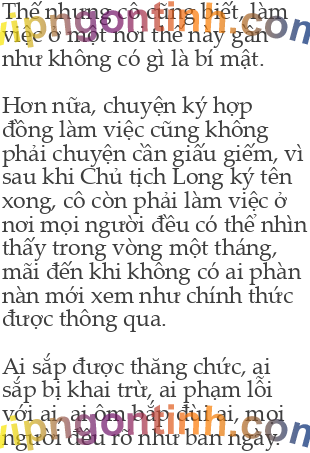 Thế nhưng cô cũng biết, làm
việc ở một nơi thế này gần
như không có gì là bí mật.
Hơn nữa, chuyện ký hợp
đồng làm việc cũng không
phải chuyện cần giấu giếm, vì
sau khi Chủ tịch Long ký tên
xong, cô còn phải làm việc ở
nơi mọi người đều có thể nhìn
thấy trong vòng một tháng,
mãi đến khi không có ai phàn
nàn mới xem như chính thức
được thông qua.
Ai sắp được thăng chức, ai
sắp bị khai trừ, ai phạm lỗi
với ai, ai ôm bắp đùi ai, mọi
người đều rõ như ban ngày.
vipngontinh.com
vipngontinh.com